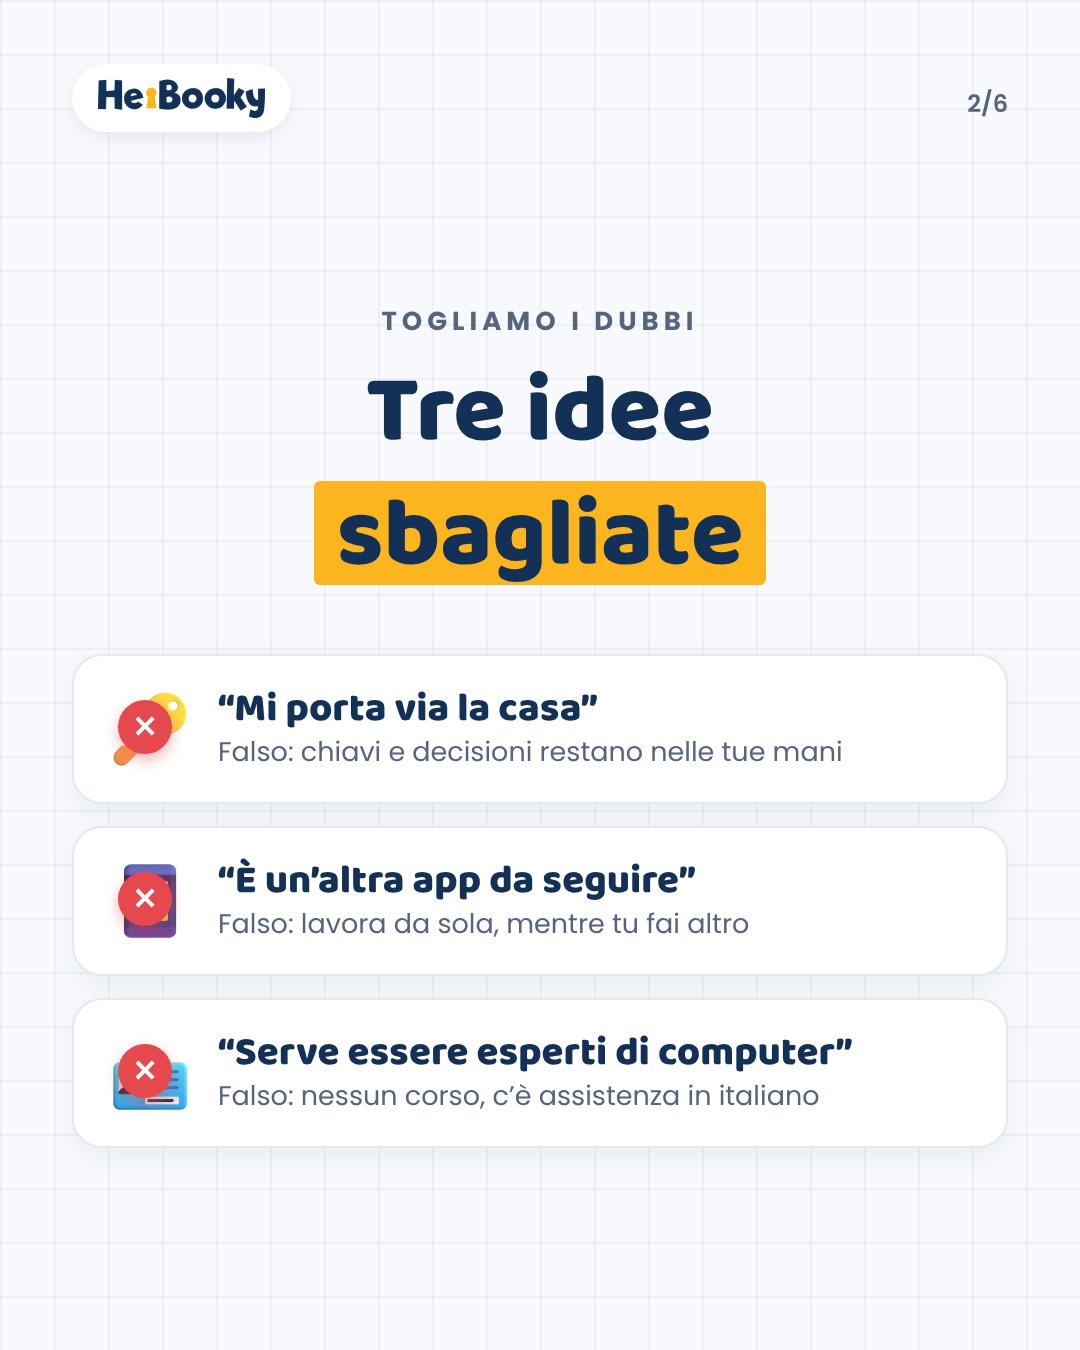 HeiBooky
2/6
TOGLIAMO I DUBBI
Tre idee
sbagliate
“Mi porta via la casa”
Falso: chiavi e decisioni restano nelle tue mani
“È un’altra app da seguire”
Falso: lavora da sola, mentre tu fai altro
“Serve essere esperti di computer”
Falso: nessun corso, c’è assistenza in italiano